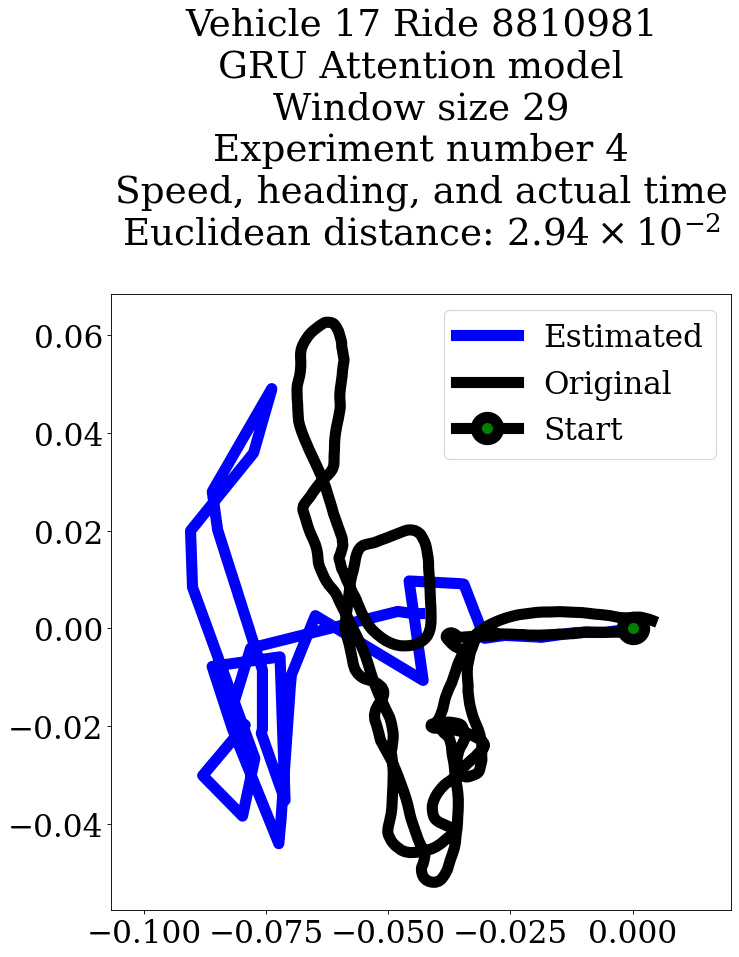 Vehicle 17 Ride 8810981
GRU Attention model
Window size 29
Experiment number 4
Speed, heading, and actual time
Euclidean distance: 2.94 × 10⁻²
Estimated
Original
Start
0.06
0.04
0.02
0.00
−0.02
−0.04
−0.100 −0.075 −0.050 −0.025 0.000